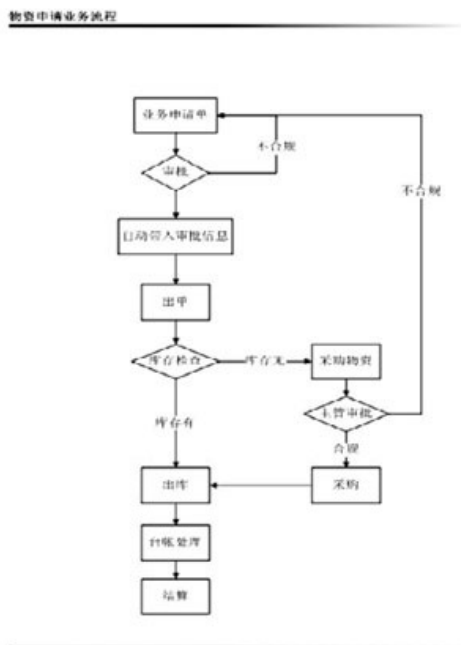 物资申请业务流程
业务申请单
不合规
审批
不合规
自动带入审批信息
出单
库存检查
库存无
采购物资
主管审批
库存有
合规
出库
采购
台帐处理
结算